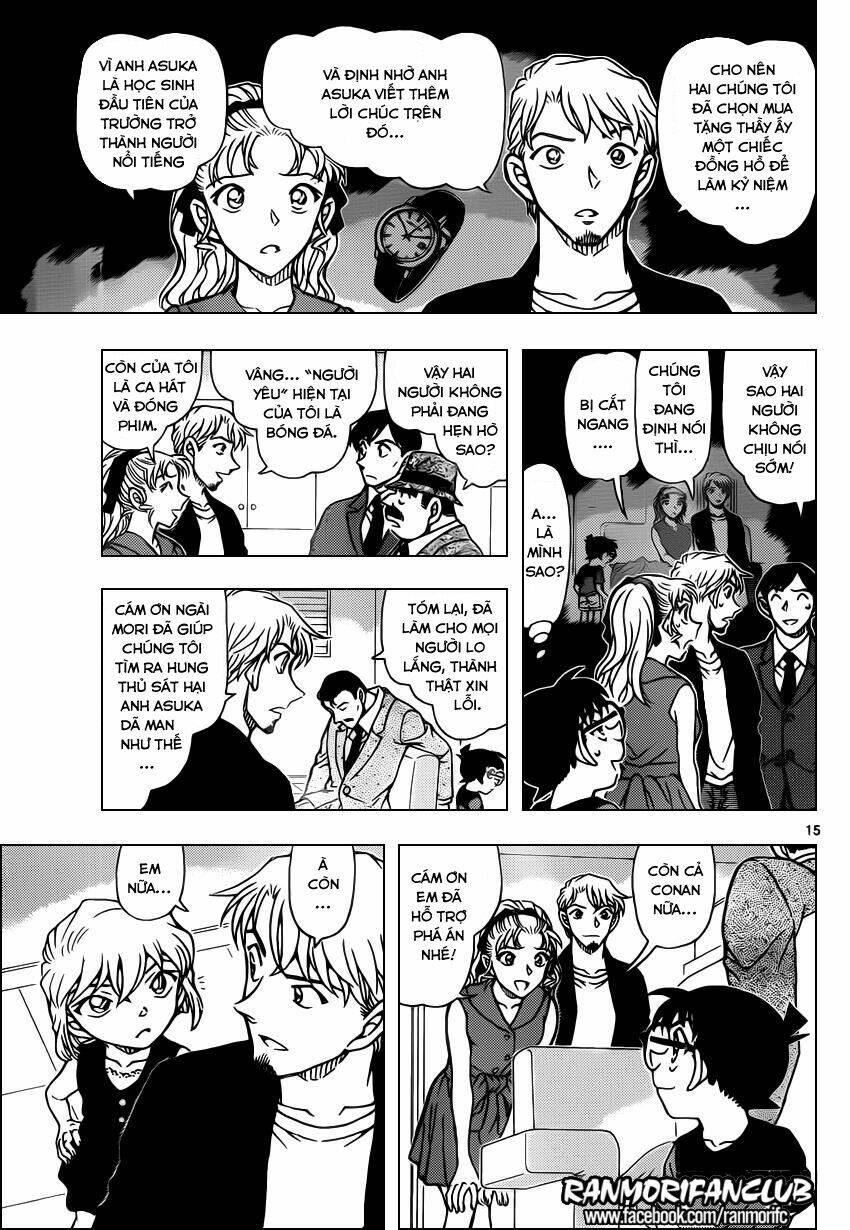 CHO NÊN
HAI CHÚNG TÔI
ĐÃ CHỌN MUA
TẶNG THẦY ẤY
MỘT CHIẾC
ĐỒNG HỒ ĐỂ
LÀM KỶ NIỆM
...
VÀ ĐỊNH NHỜ ANH
ASUKA VIẾT THÊM
LỜI CHÚC TRÊN
ĐÓ...
VÌ ANH ASUKA
LÀ HỌC SINH
ĐẦU TIÊN CỦA
TRƯỜNG TRỞ
THÀNH NGƯỜI
NỔI TIẾNG
VẬY
SAO HAI
NGƯỜI
KHÔNG
CHỊU NÓI
SỚM!
CHÚNG
TÔI
ĐANG
ĐỊNH NÓI
THÌ...
BỊ CẮT
NGANG
....
A...
LÀ
MÌNH
SAO?
VẬY HAI
NGƯỜI KHÔNG
PHẢI ĐANG
HẸN HÒ
SAO?
VÂNG... "NGƯỜI
YÊU" HIỆN TẠI
CỦA TÔI LÀ
BÓNG ĐÁ.
CÒN CỦA TÔI
LÀ CA HÁT
VÀ ĐÓNG
PHIM.
TÓM LẠI, ĐÃ
LÀM CHO MỌI
NGƯỜI LO
LẮNG, THÀNH
THẬT XIN
LỖI.
CÁM ƠN NGÀI
MORI ĐÃ GIÚP
CHÚNG TÔI
TÌM RA HUNG
THỦ SÁT HẠI
ANH ASUKA
DÃ MAN
NHƯ THẾ
...
15
CÒN CẢ
CONAN
NỮA...
CÁM ƠN
EM ĐÃ
HỖ TRỢ
PHÁ ÁN
NHÉ!
À
CÒN
...
EM
NỮA...
RANMORIFANCLUB
www.facebook.com/ranmorifc